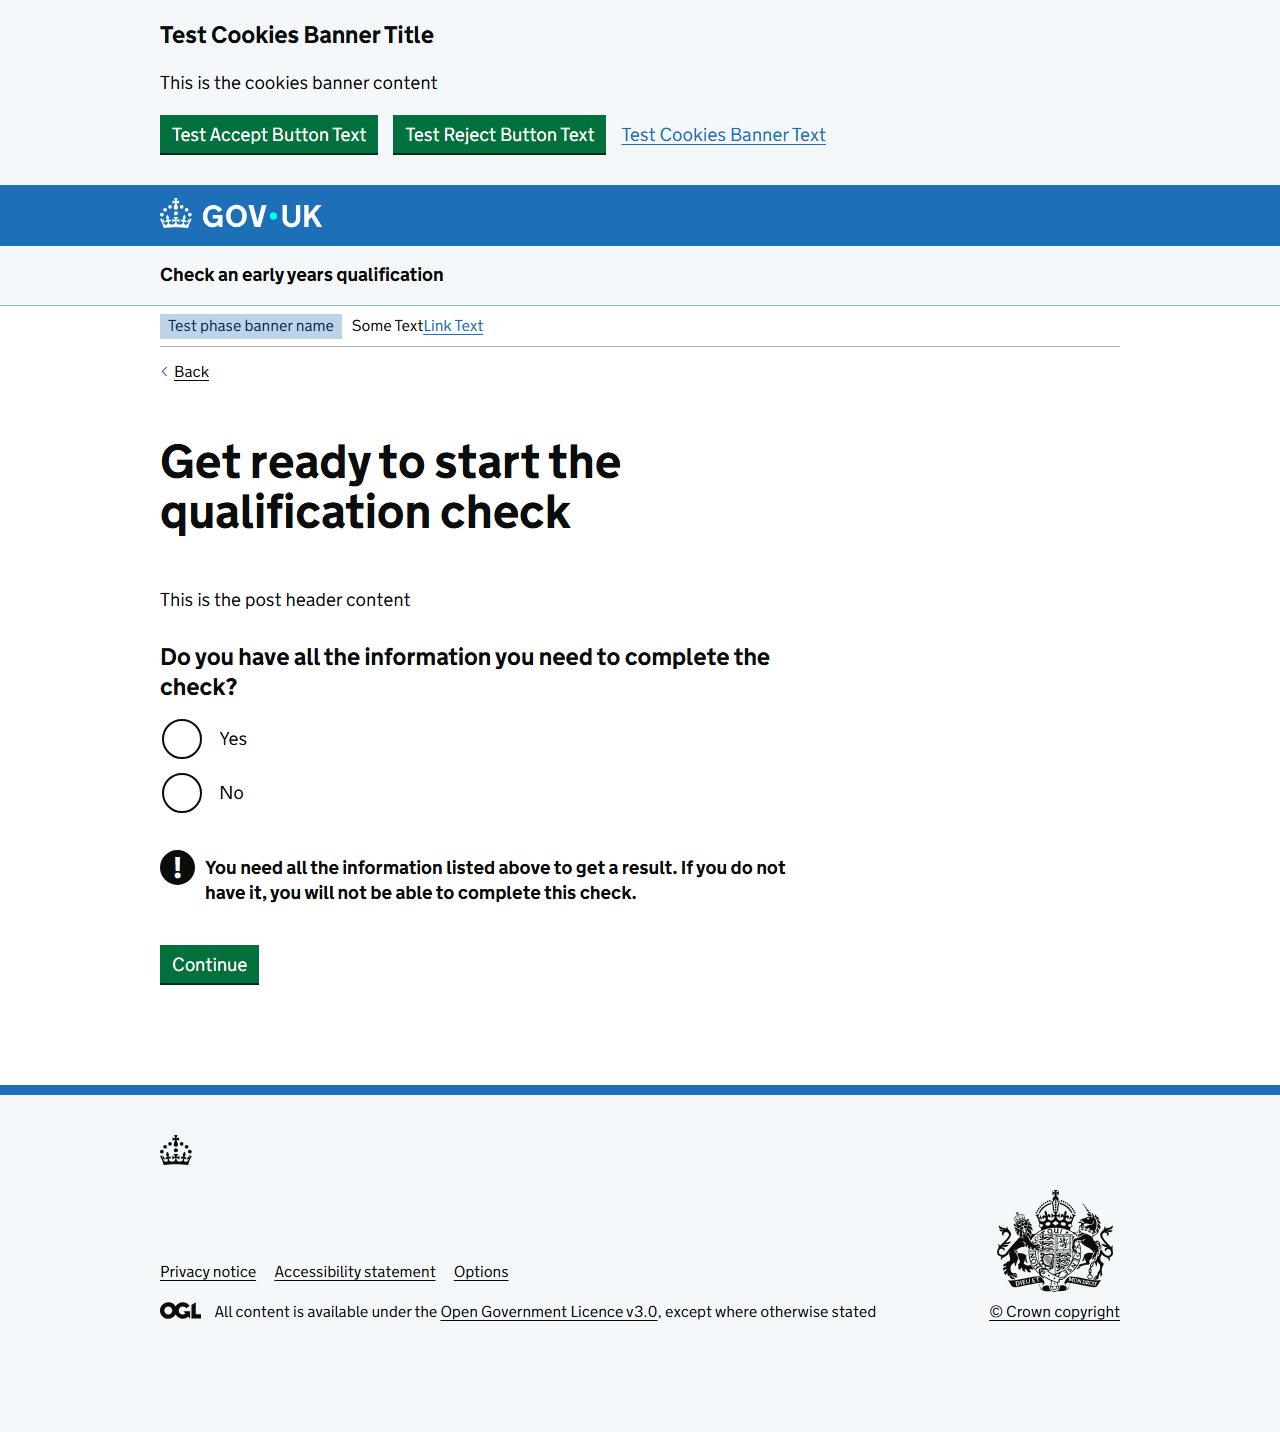 Test Cookies Banner Title
This is the cookies banner content
Test Accept Button Text Test Reject Button Text Test Cookies Banner Text
GOV·UK
Check an early years qualification
Test phase banner name Some TextLink Text
Back
Get ready to start the
qualification check
This is the post header content
Do you have all the information you need to complete the
check?
Yes
No
! You need all the information listed above to get a result. If you do not
have it, you will not be able to complete this check.
Continue
Privacy notice Accessibility statement Options
OGL All content is available under the Open Government Licence v3.0, except where otherwise stated
© Crown copyright